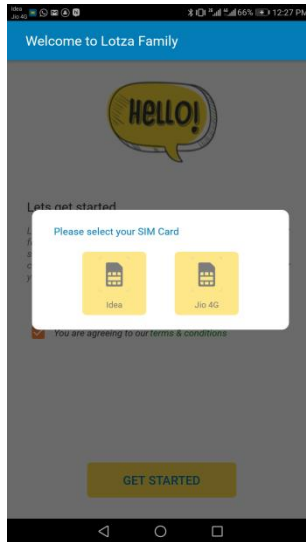 Idea
Jio 4G
66% 12:27 PM
Welcome to Lotza Family
HELLO!
Lets get started
Please select your SIM Card
Idea
Jio 4G
You are agreeing to our terms & conditions
GET STARTED